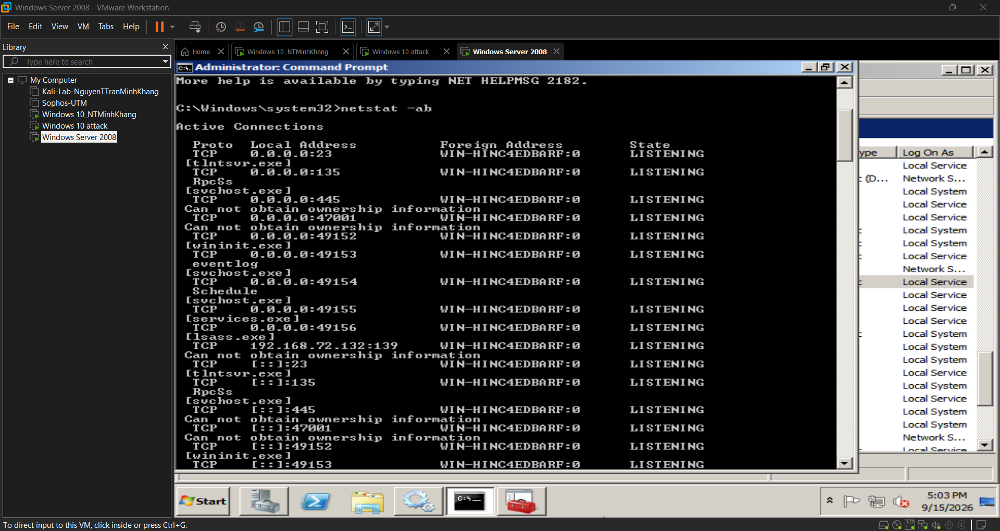 Windows Server 2008 - VMware Workstation
File Edit View VM Tabs Help
Library
Type here to search
My Computer
Kali-Lab-NguyenTTranMinhKhang
Sophos-UTM
Windows 10_NTMinhKhang
Windows 10 attack
Windows Server 2008
Home
Windows 10_NTMinhKhang
Windows 10 attack
Windows Server 2008
Administrator: Command Prompt
More help is available by typing NET HELPMSG 2182.
C:\Windows\system32>netstat -ab
Active Connections
Proto Local Address Foreign Address State
TCP 0.0.0.0:23 WIN-HINC4EDBARF:0 LISTENING
[tlntsvr.exe]
TCP 0.0.0.0:135 WIN-HINC4EDBARF:0 LISTENING
RpcSs
[svchost.exe]
TCP 0.0.0.0:445 WIN-HINC4EDBARF:0 LISTENING
Can not obtain ownership information
TCP 0.0.0.0:47001 WIN-HINC4EDBARF:0 LISTENING
Can not obtain ownership information
TCP 0.0.0.0:49152 WIN-HINC4EDBARF:0 LISTENING
[wininit.exe]
TCP 0.0.0.0:49153 WIN-HINC4EDBARF:0 LISTENING
eventlog
[svchost.exe]
TCP 0.0.0.0:49154 WIN-HINC4EDBARF:0 LISTENING
Schedule
[svchost.exe]
TCP 0.0.0.0:49155 WIN-HINC4EDBARF:0 LISTENING
[services.exe]
TCP 0.0.0.0:49156 WIN-HINC4EDBARF:0 LISTENING
[lsass.exe]
TCP 192.168.72.132:139 WIN-HINC4EDBARF:0 LISTENING
Can not obtain ownership information
TCP [::]:23 WIN-HINC4EDBARF:0 LISTENING
[tlntsvr.exe]
TCP [::]:135 WIN-HINC4EDBARF:0 LISTENING
RpcSs
[svchost.exe]
TCP [::]:445 WIN-HINC4EDBARF:0 LISTENING
Can not obtain ownership information
TCP [::]:47001 WIN-HINC4EDBARF:0 LISTENING
Can not obtain ownership information
TCP [::]:49152 WIN-HINC4EDBARF:0 LISTENING
[wininit.exe]
TCP [::]:49153 WIN-HINC4EDBARF:0 LISTENING
ype Log On As
Local Service
(D... Network S...
Local System
Local Service
Local Service
Local System
Local System
Local Service
Network S...
Local Service
Local Service
Local Service
Local Service
Local System
Local System
Local System
Local Service
Local System
Local Service
Local System
Local System
Network S...
Local Service
Start
C:\_
5:03 PM
9/15/2026
To direct input to this VM, click inside or press Ctrl+G.